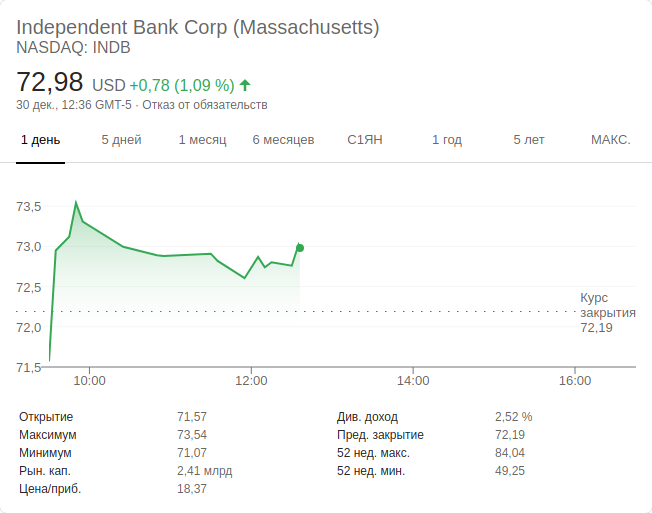 Independent Bank Corp (Massachusetts)
NASDAQ: INDB
72,98 USD +0,78 (1,09 %)
30 дек., 12:36 GMT-5 · Отказ от обязательств
1 день 5 дней 1 месяц 6 месяцев С1ЯН 1 год 5 лет МАКС.
73,5
73,0
72,5
Курс
закрытия
72,19
72,0
71,5
10:00 12:00 14:00 16:00
Открытие 71,57 Див. доход 2,52 %
Максимум 73,54 Пред. закрытие 72,19
Минимум 71,07 52 нед. макс. 84,04
Рын. кап. 2,41 млрд 52 нед. мин. 49,25
Цена/приб. 18,37